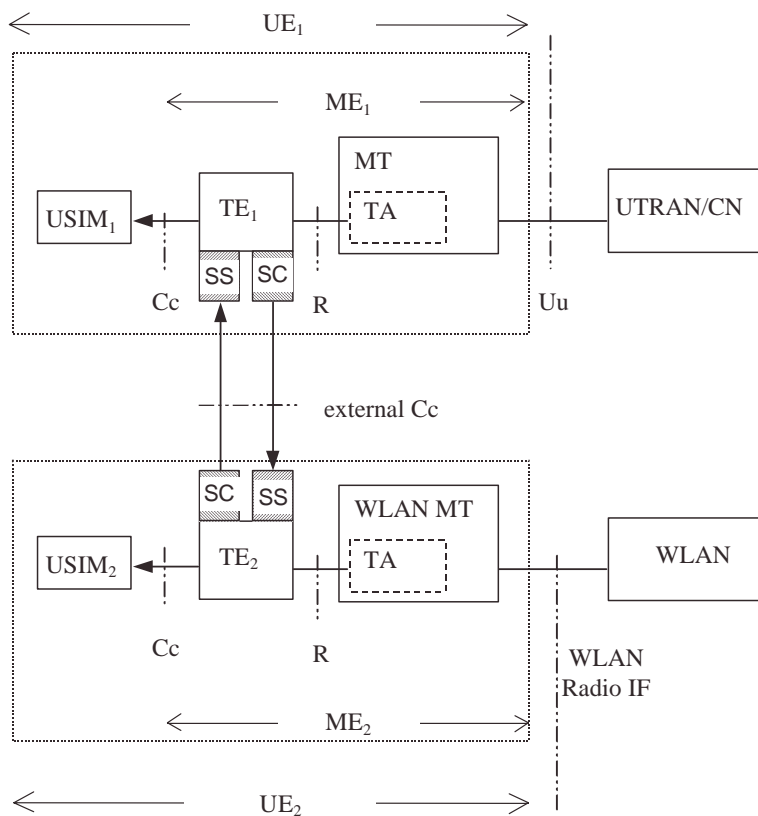 UE₁
ME₁
MT
USIM₁
TE₁
TA
UTRAN/CN
SS
SC
Cc
R
Uu
external Cc
SC
SS
WLAN MT
USIM₂
TE₂
TA
WLAN
Cc
R
WLAN
Radio IF
ME₂
UE₂